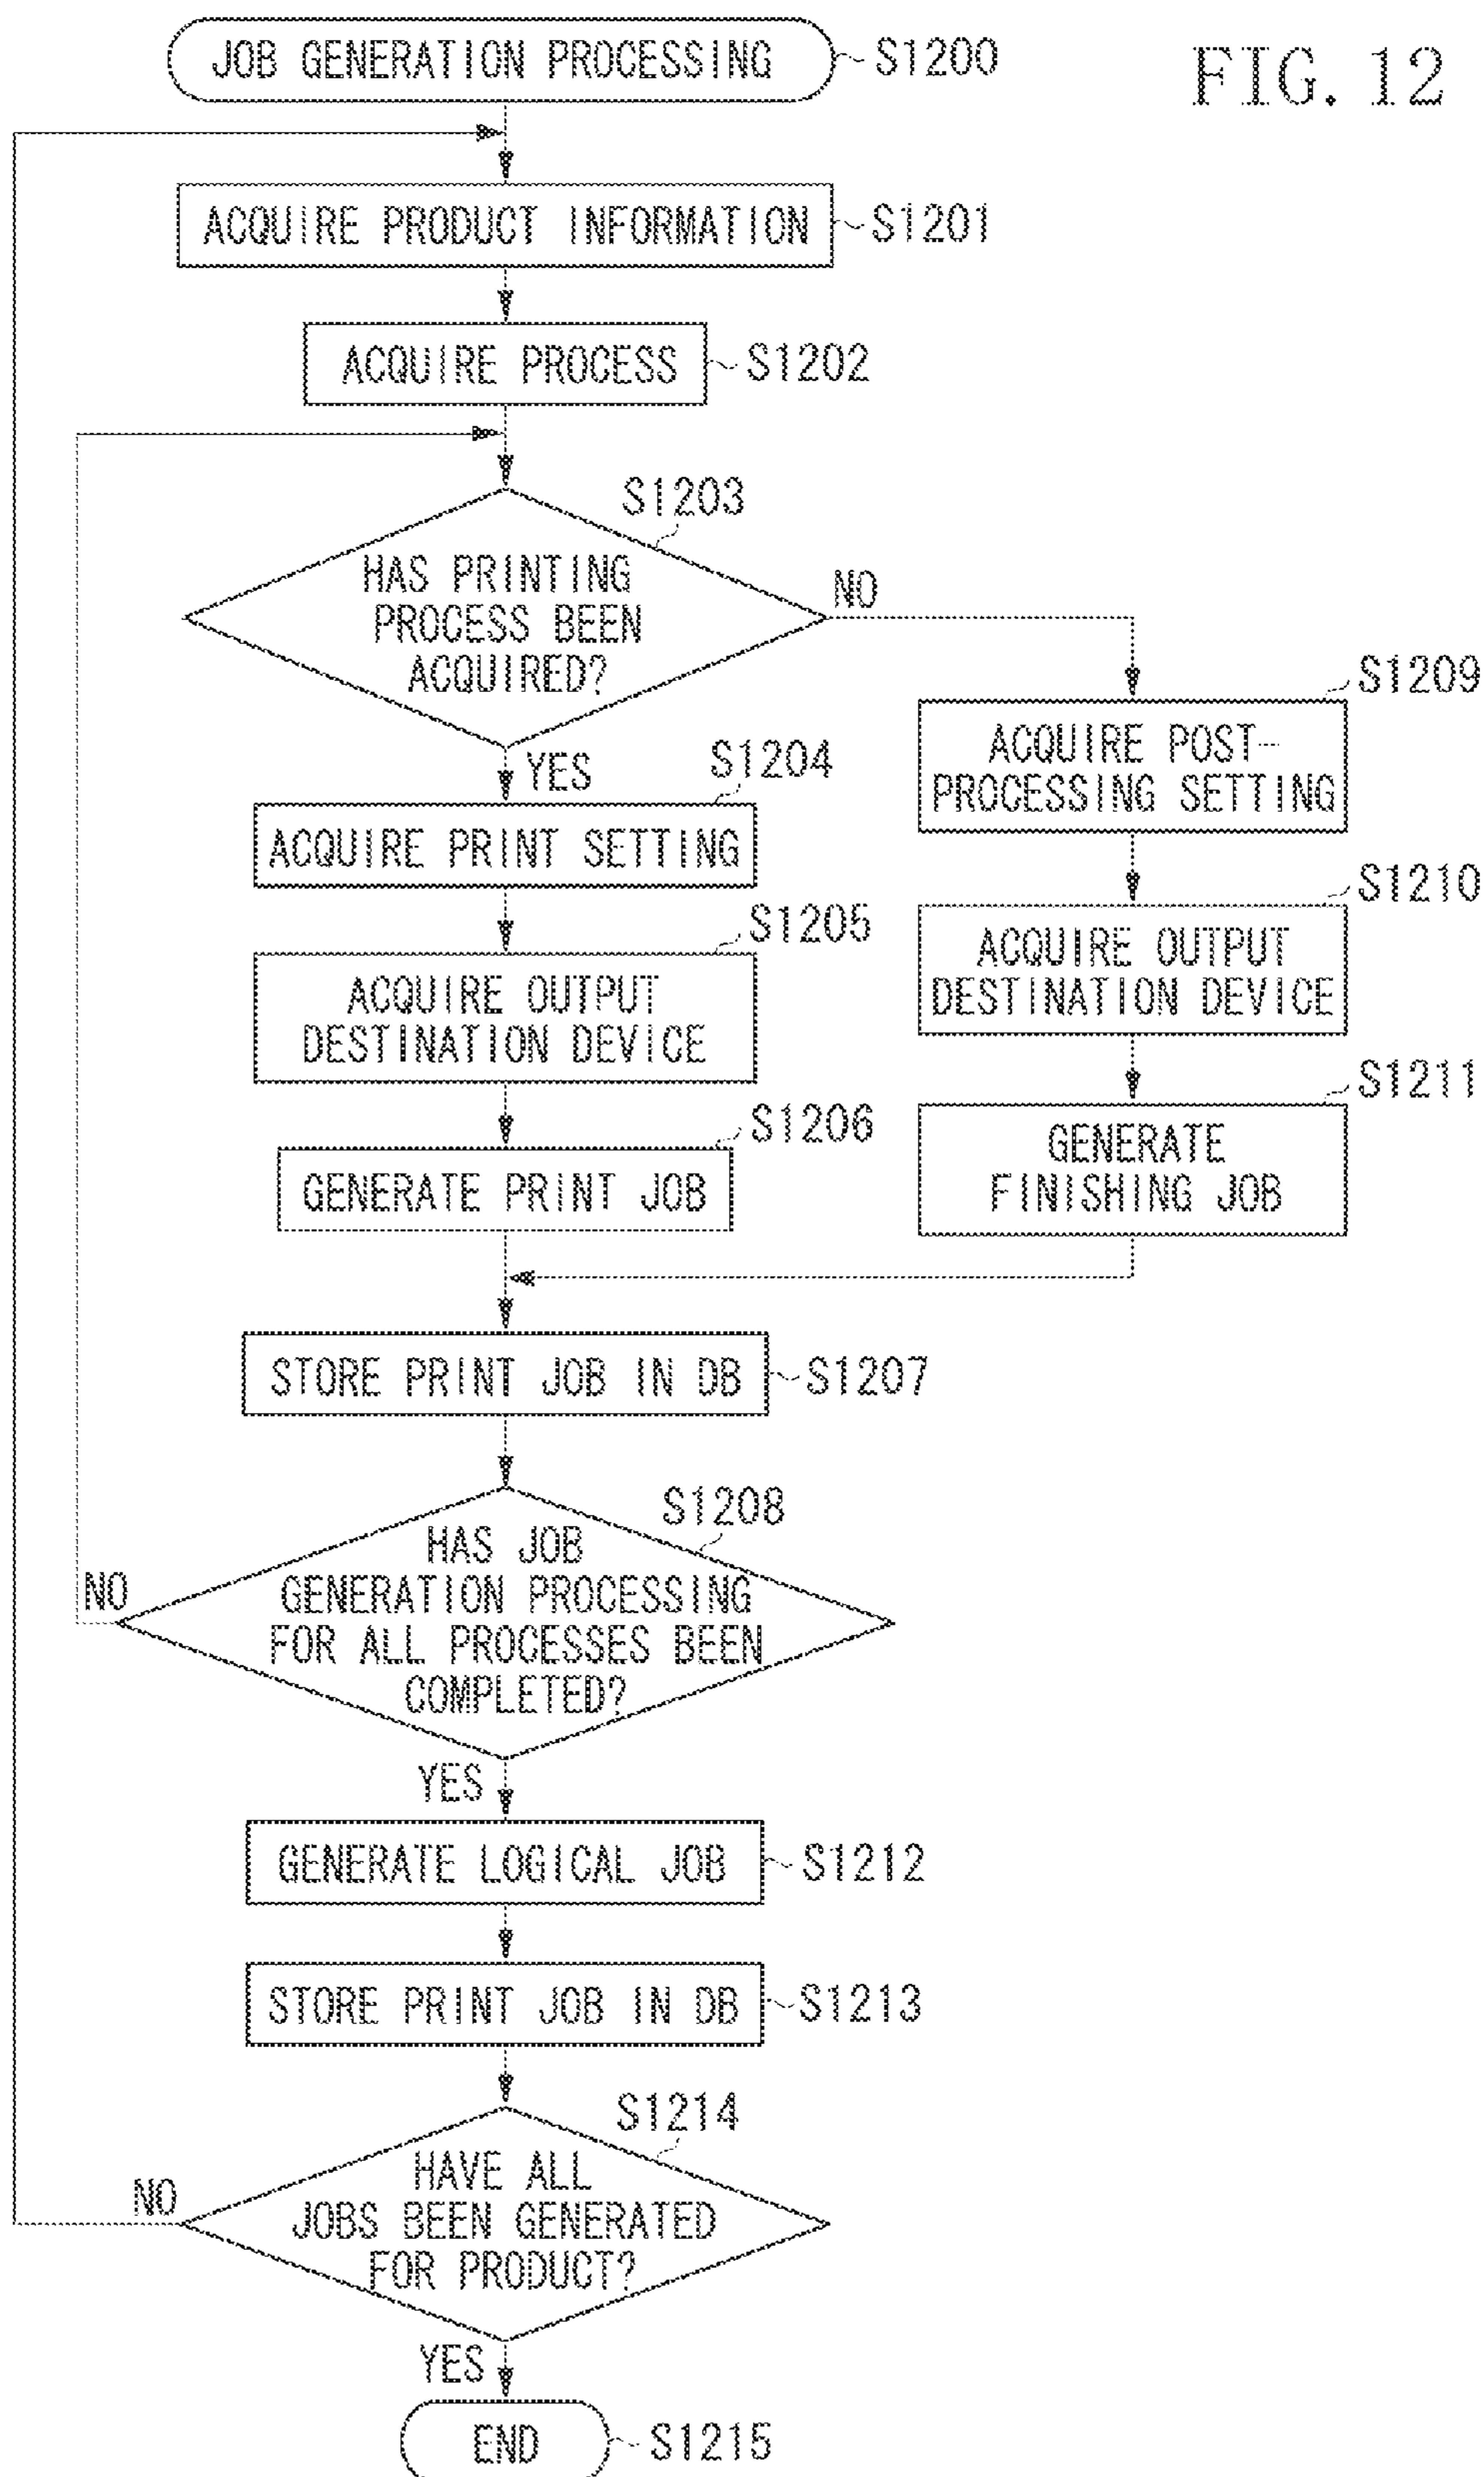 FIG. 12
JOB GENERATION PROCESSING
S1200
ACQUIRE PRODUCT INFORMATION
S1201
ACQUIRE PROCESS
S1202
S1203
HAS PRINTING
PROCESS BEEN
ACQUIRED?
NO
YES
S1204
ACQUIRE PRINT SETTING
S1205
ACQUIRE OUTPUT
DESTINATION DEVICE
S1206
GENERATE PRINT JOB
S1209
ACQUIRE POST-
PROCESSING SETTING
S1210
ACQUIRE OUTPUT
DESTINATION DEVICE
S1211
GENERATE
FINISHING JOB
STORE PRINT JOB IN DB
S1207
S1208
HAS JOB
GENERATION PROCESSING
FOR ALL PROCESSES BEEN
COMPLETED?
NO
YES
GENERATE LOGICAL JOB
S1212
STORE PRINT JOB IN DB
S1213
S1214
HAVE ALL
JOBS BEEN GENERATED
FOR PRODUCT?
NO
YES
END
S1215